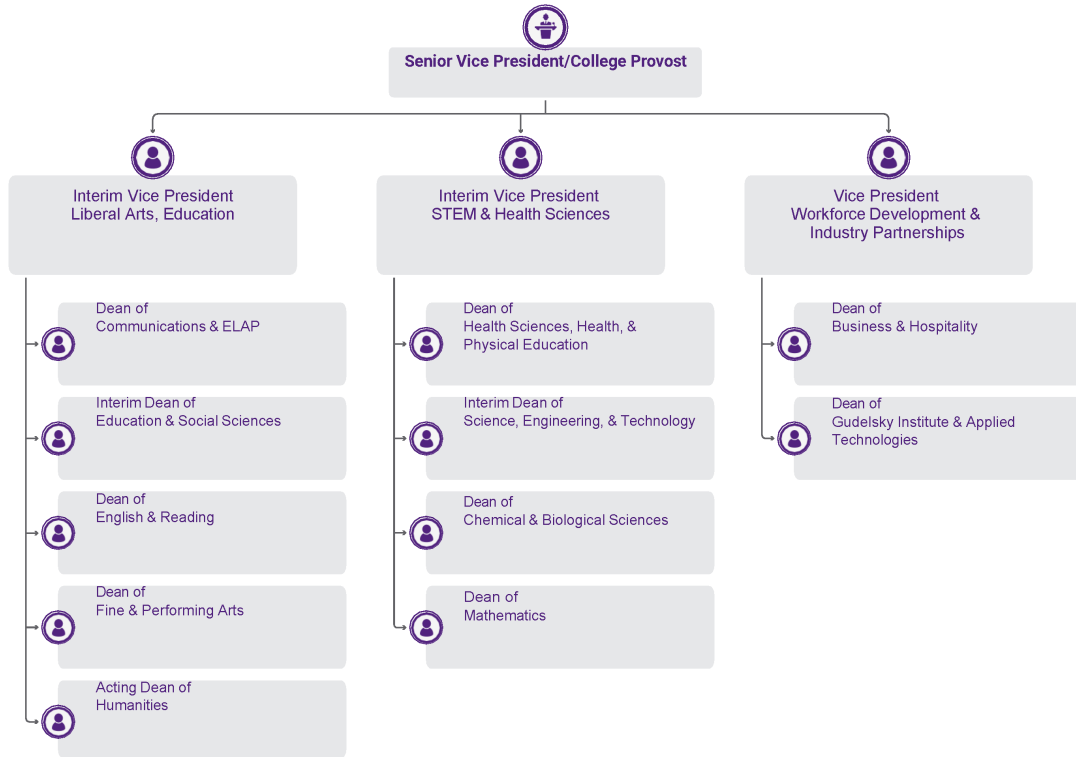 Senior Vice President/College Provost
Interim Vice President
Liberal Arts, Education
Dean of
Communications & ELAP
Interim Dean of
Education & Social Sciences
Dean of
English & Reading
Dean of
Fine & Performing Arts
Acting Dean of
Humanities
Interim Vice President
STEM & Health Sciences
Dean of
Health Sciences, Health, &
Physical Education
Interim Dean of
Science, Engineering, & Technology
Dean of
Chemical & Biological Sciences
Dean of
Mathematics
Vice President
Workforce Development &
Industry Partnerships
Dean of
Business & Hospitality
Dean of
Gudelsky Institute & Applied
Technologies